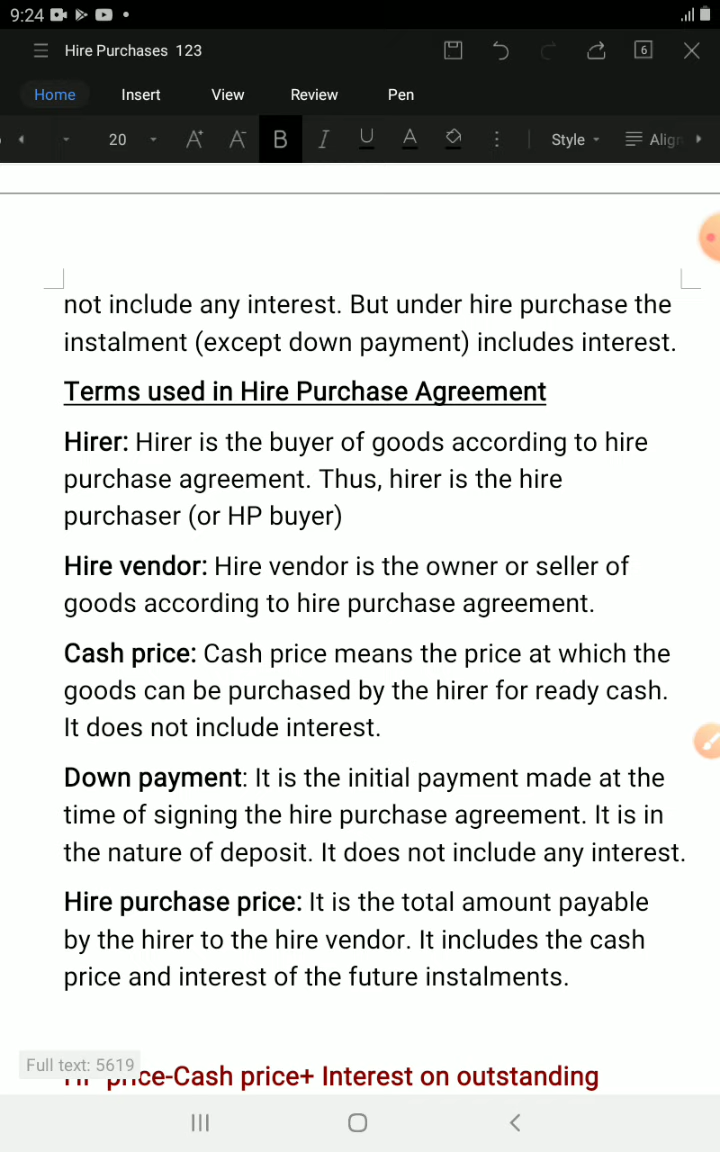 9:24
Hire Purchases 123
6
Home Insert View Review Pen
20 A+ A- B I U A Style Align
not include any interest. But under hire purchase the
instalment (except down payment) includes interest.
Terms used in Hire Purchase Agreement
Hirer: Hirer is the buyer of goods according to hire
purchase agreement. Thus, hirer is the hire
purchaser (or HP buyer)
Hire vendor: Hire vendor is the owner or seller of
goods according to hire purchase agreement.
Cash price: Cash price means the price at which the
goods can be purchased by the hirer for ready cash.
It does not include interest.
Down payment: It is the initial payment made at the
time of signing the hire purchase agreement. It is in
the nature of deposit. It does not include any interest.
Hire purchase price: It is the total amount payable
by the hirer to the hire vendor. It includes the cash
price and interest of the future instalments.
Full text: 5619
HP price-Cash price+ Interest on outstanding